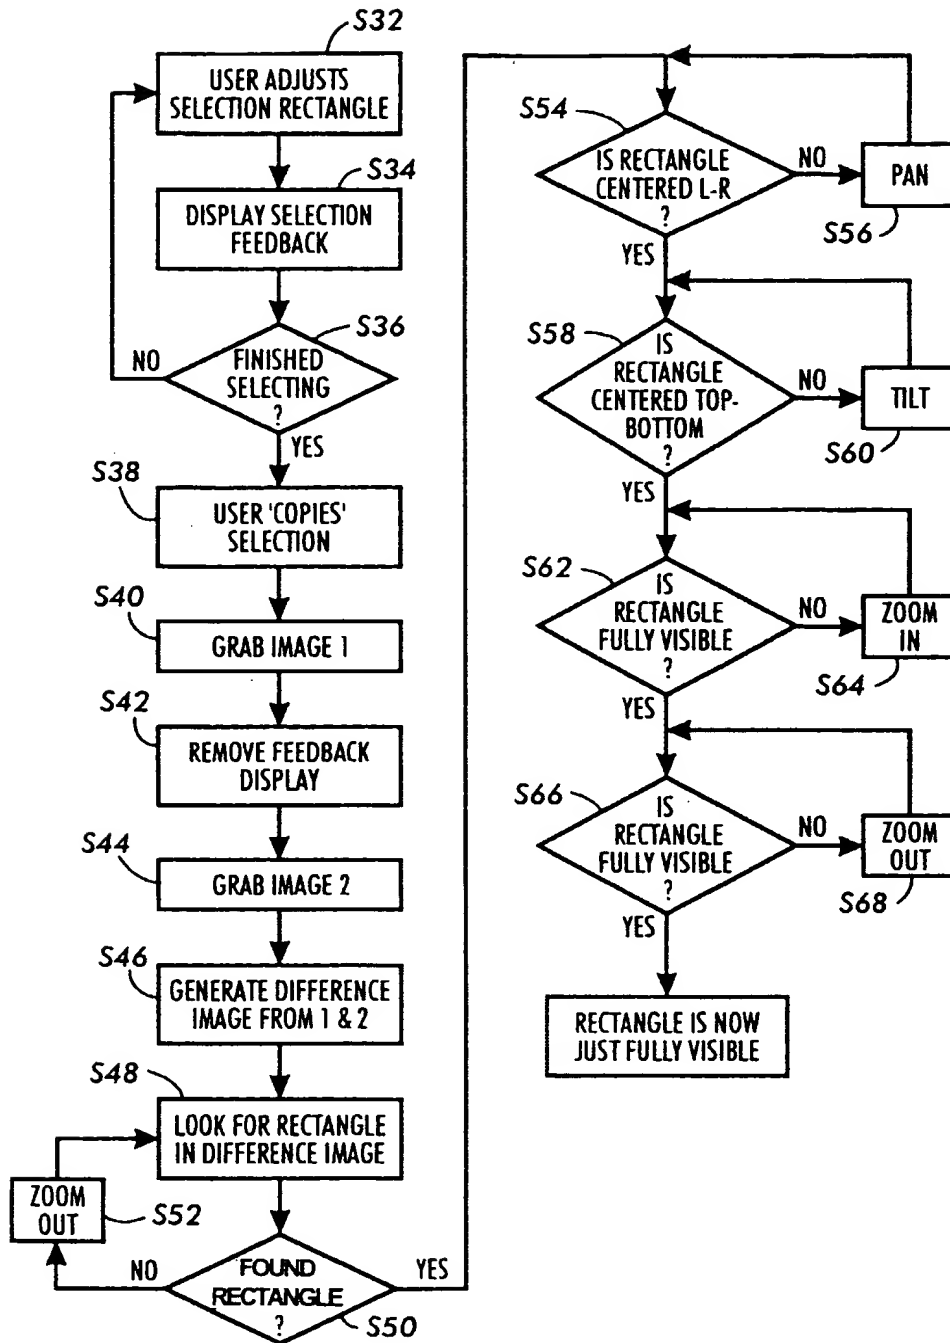 S32
USER ADJUSTS
SELECTION RECTANGLE
S34
DISPLAY SELECTION
FEEDBACK
S36
FINISHED
SELECTING
?
NO
YES
S38
USER 'COPIES'
SELECTION
S40
GRAB IMAGE 1
S42
REMOVE FEEDBACK
DISPLAY
S44
GRAB IMAGE 2
S46
GENERATE DIFFERENCE
IMAGE FROM 1 & 2
S48
LOOK FOR RECTANGLE
IN DIFFERENCE IMAGE
ZOOM
OUT
S52
NO
FOUND
RECTANGLE
?
YES
S50
S54
IS RECTANGLE
CENTERED L-R
?
NO
PAN
S56
YES
S58
IS
RECTANGLE
CENTERED TOP-
BOTTOM
?
NO
TILT
S60
YES
S62
IS
RECTANGLE
FULLY VISIBLE
?
NO
ZOOM
IN
S64
YES
S66
IS
RECTANGLE
FULLY VISIBLE
?
NO
ZOOM
OUT
S68
YES
RECTANGLE IS NOW
JUST FULLY VISIBLE